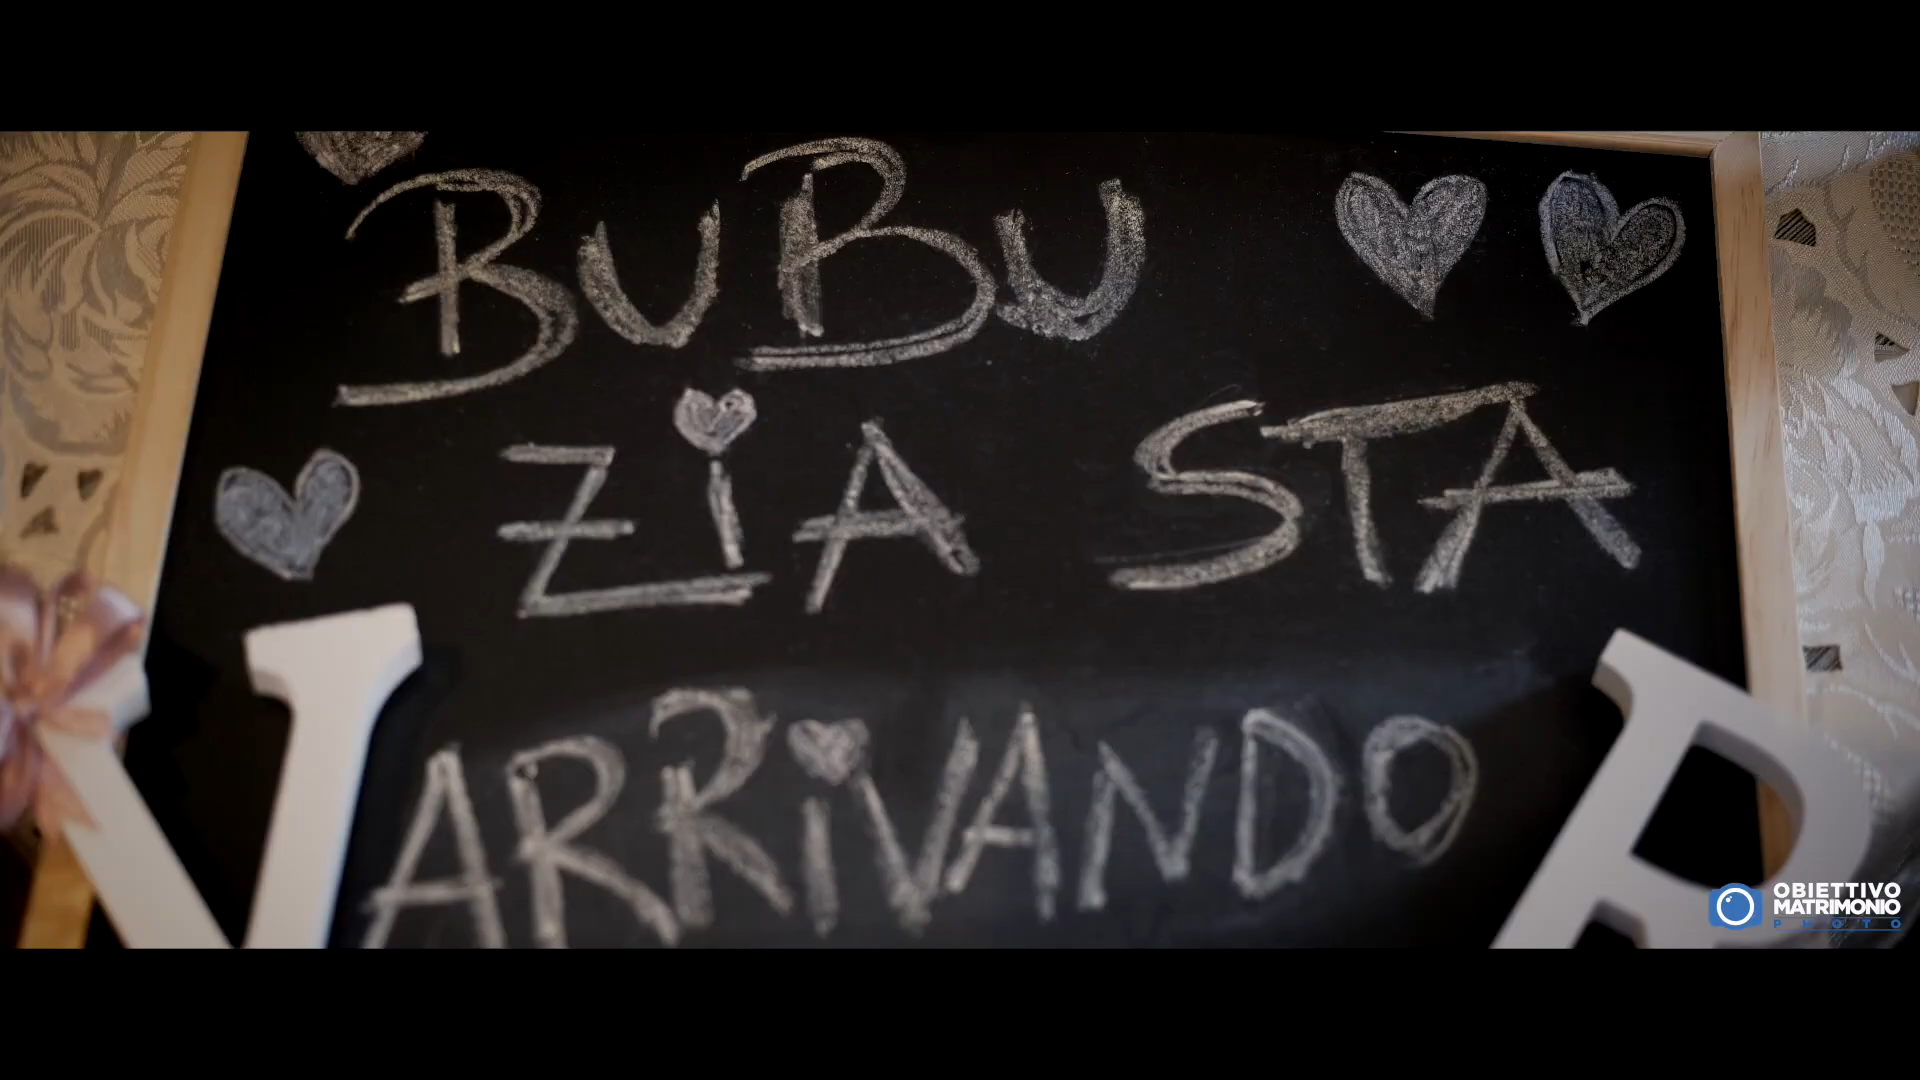 BUBU
ZiA STA
ARRiVANDO
V
R
OBIETTIVO
MATRIMONIO
PHOTO